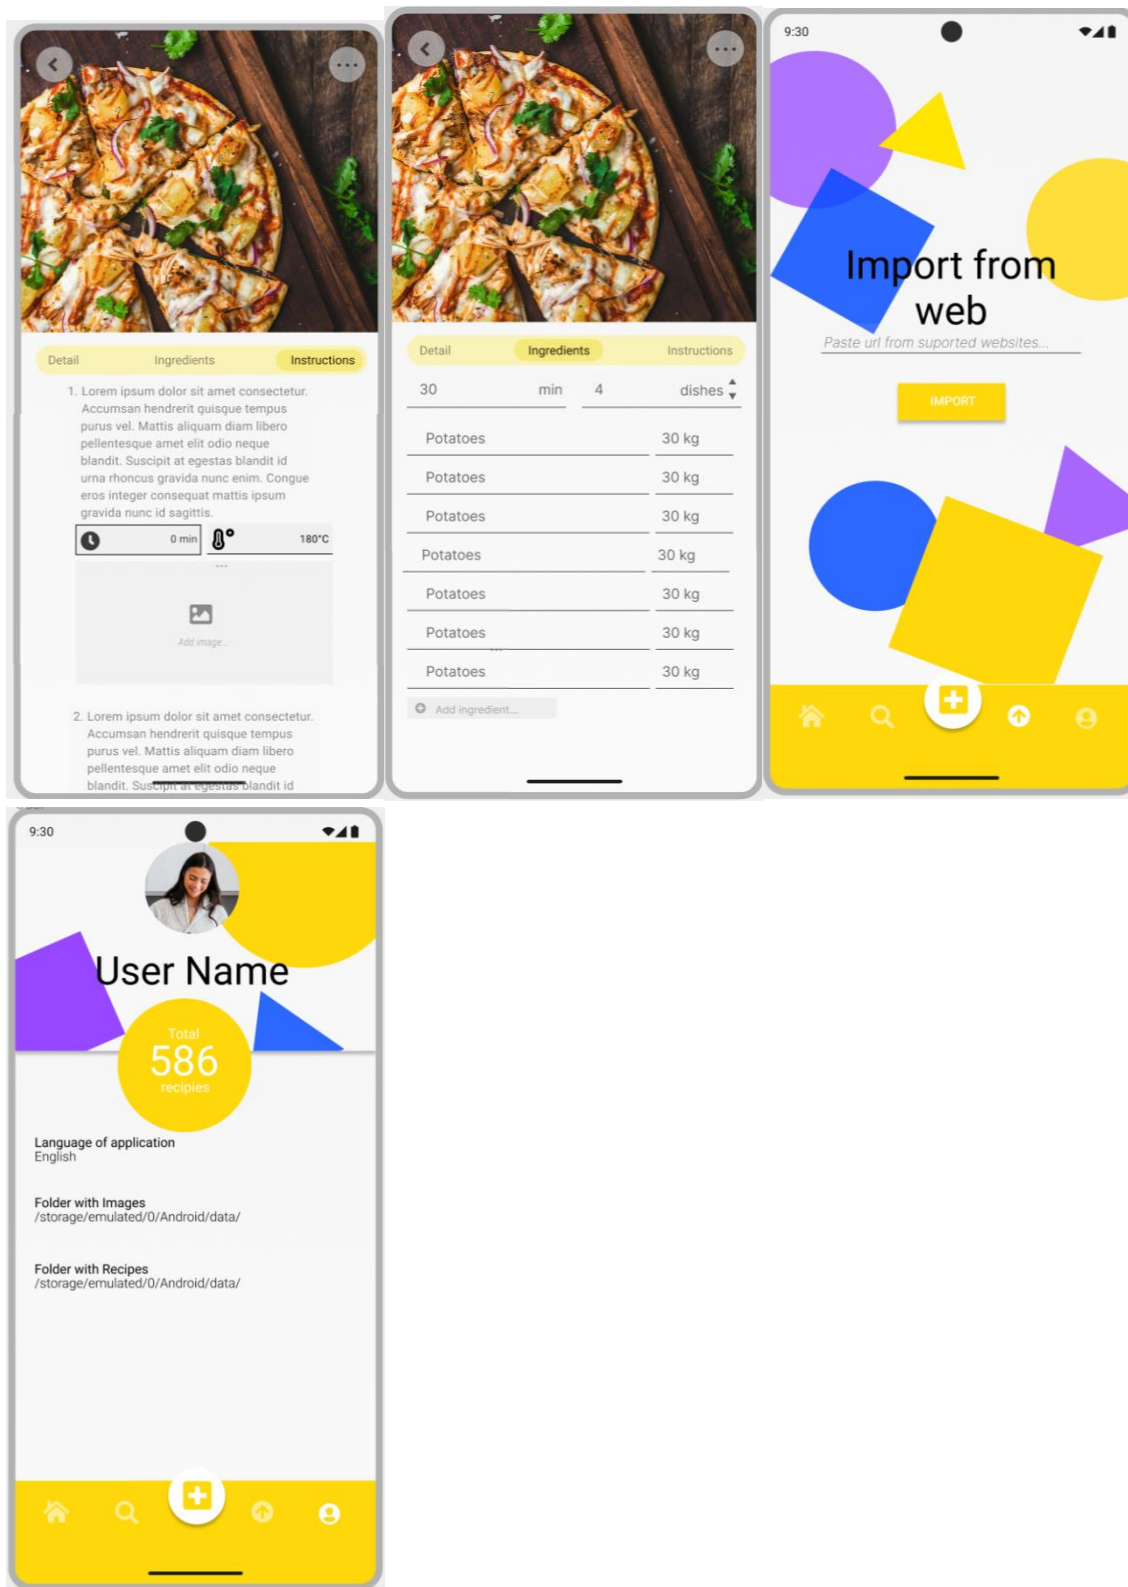 Detail Ingredients Instructions
1. Lorem ipsum dolor sit amet consectetur.
Accumsan hendrerit quisque tempus
purus vel. Mattis aliquam diam libero
pellentesque amet elit odio neque
blandit. Suscipit at egestas blandit id
urna rhoncus gravida nunc enim. Congue
eros integer consequat mattis ipsum
gravida nunc id sagittis.
0 min 180°C
...
Add image...
2. Lorem ipsum dolor sit amet consectetur.
Accumsan hendrerit quisque tempus
purus vel. Mattis aliquam diam libero
pellentesque amet elit odio neque
blandit. Suscipit at egestas blandit id
Detail Ingredients Instructions
30 min 4 dishes
Potatoes 30 kg
Potatoes 30 kg
Potatoes 30 kg
Potatoes 30 kg
Potatoes 30 kg
Potatoes 30 kg
...
Potatoes 30 kg
Add ingredient...
9:30
Import from
web
Paste url from suported websites...
IMPORT
9:30
User Name
Total
586
recipies
Language of application
English
Folder with Images
/storage/emulated/0/Android/data/
Folder with Recipes
/storage/emulated/0/Android/data/